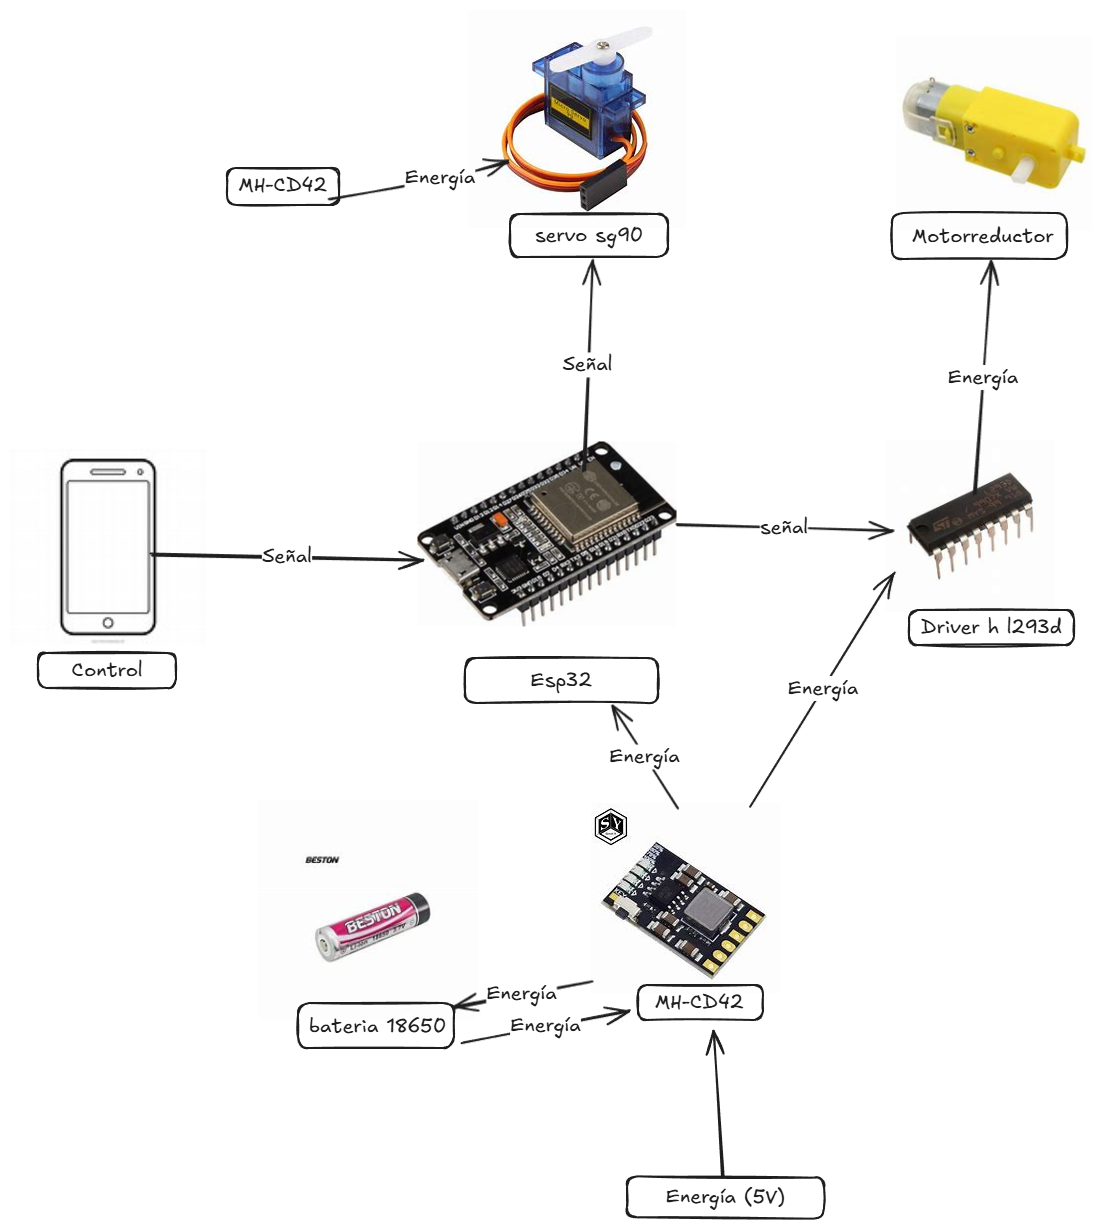 MH-CD42
Energía
servo sg90
Motorreductor
Señal
Energía
Señal
señal
Control
Esp32
Driver h l293d
Energía
Energía
BESTON
BESTON
SY
Energía
MH-CD42
bateria 18650
Energía
Energía (5V)